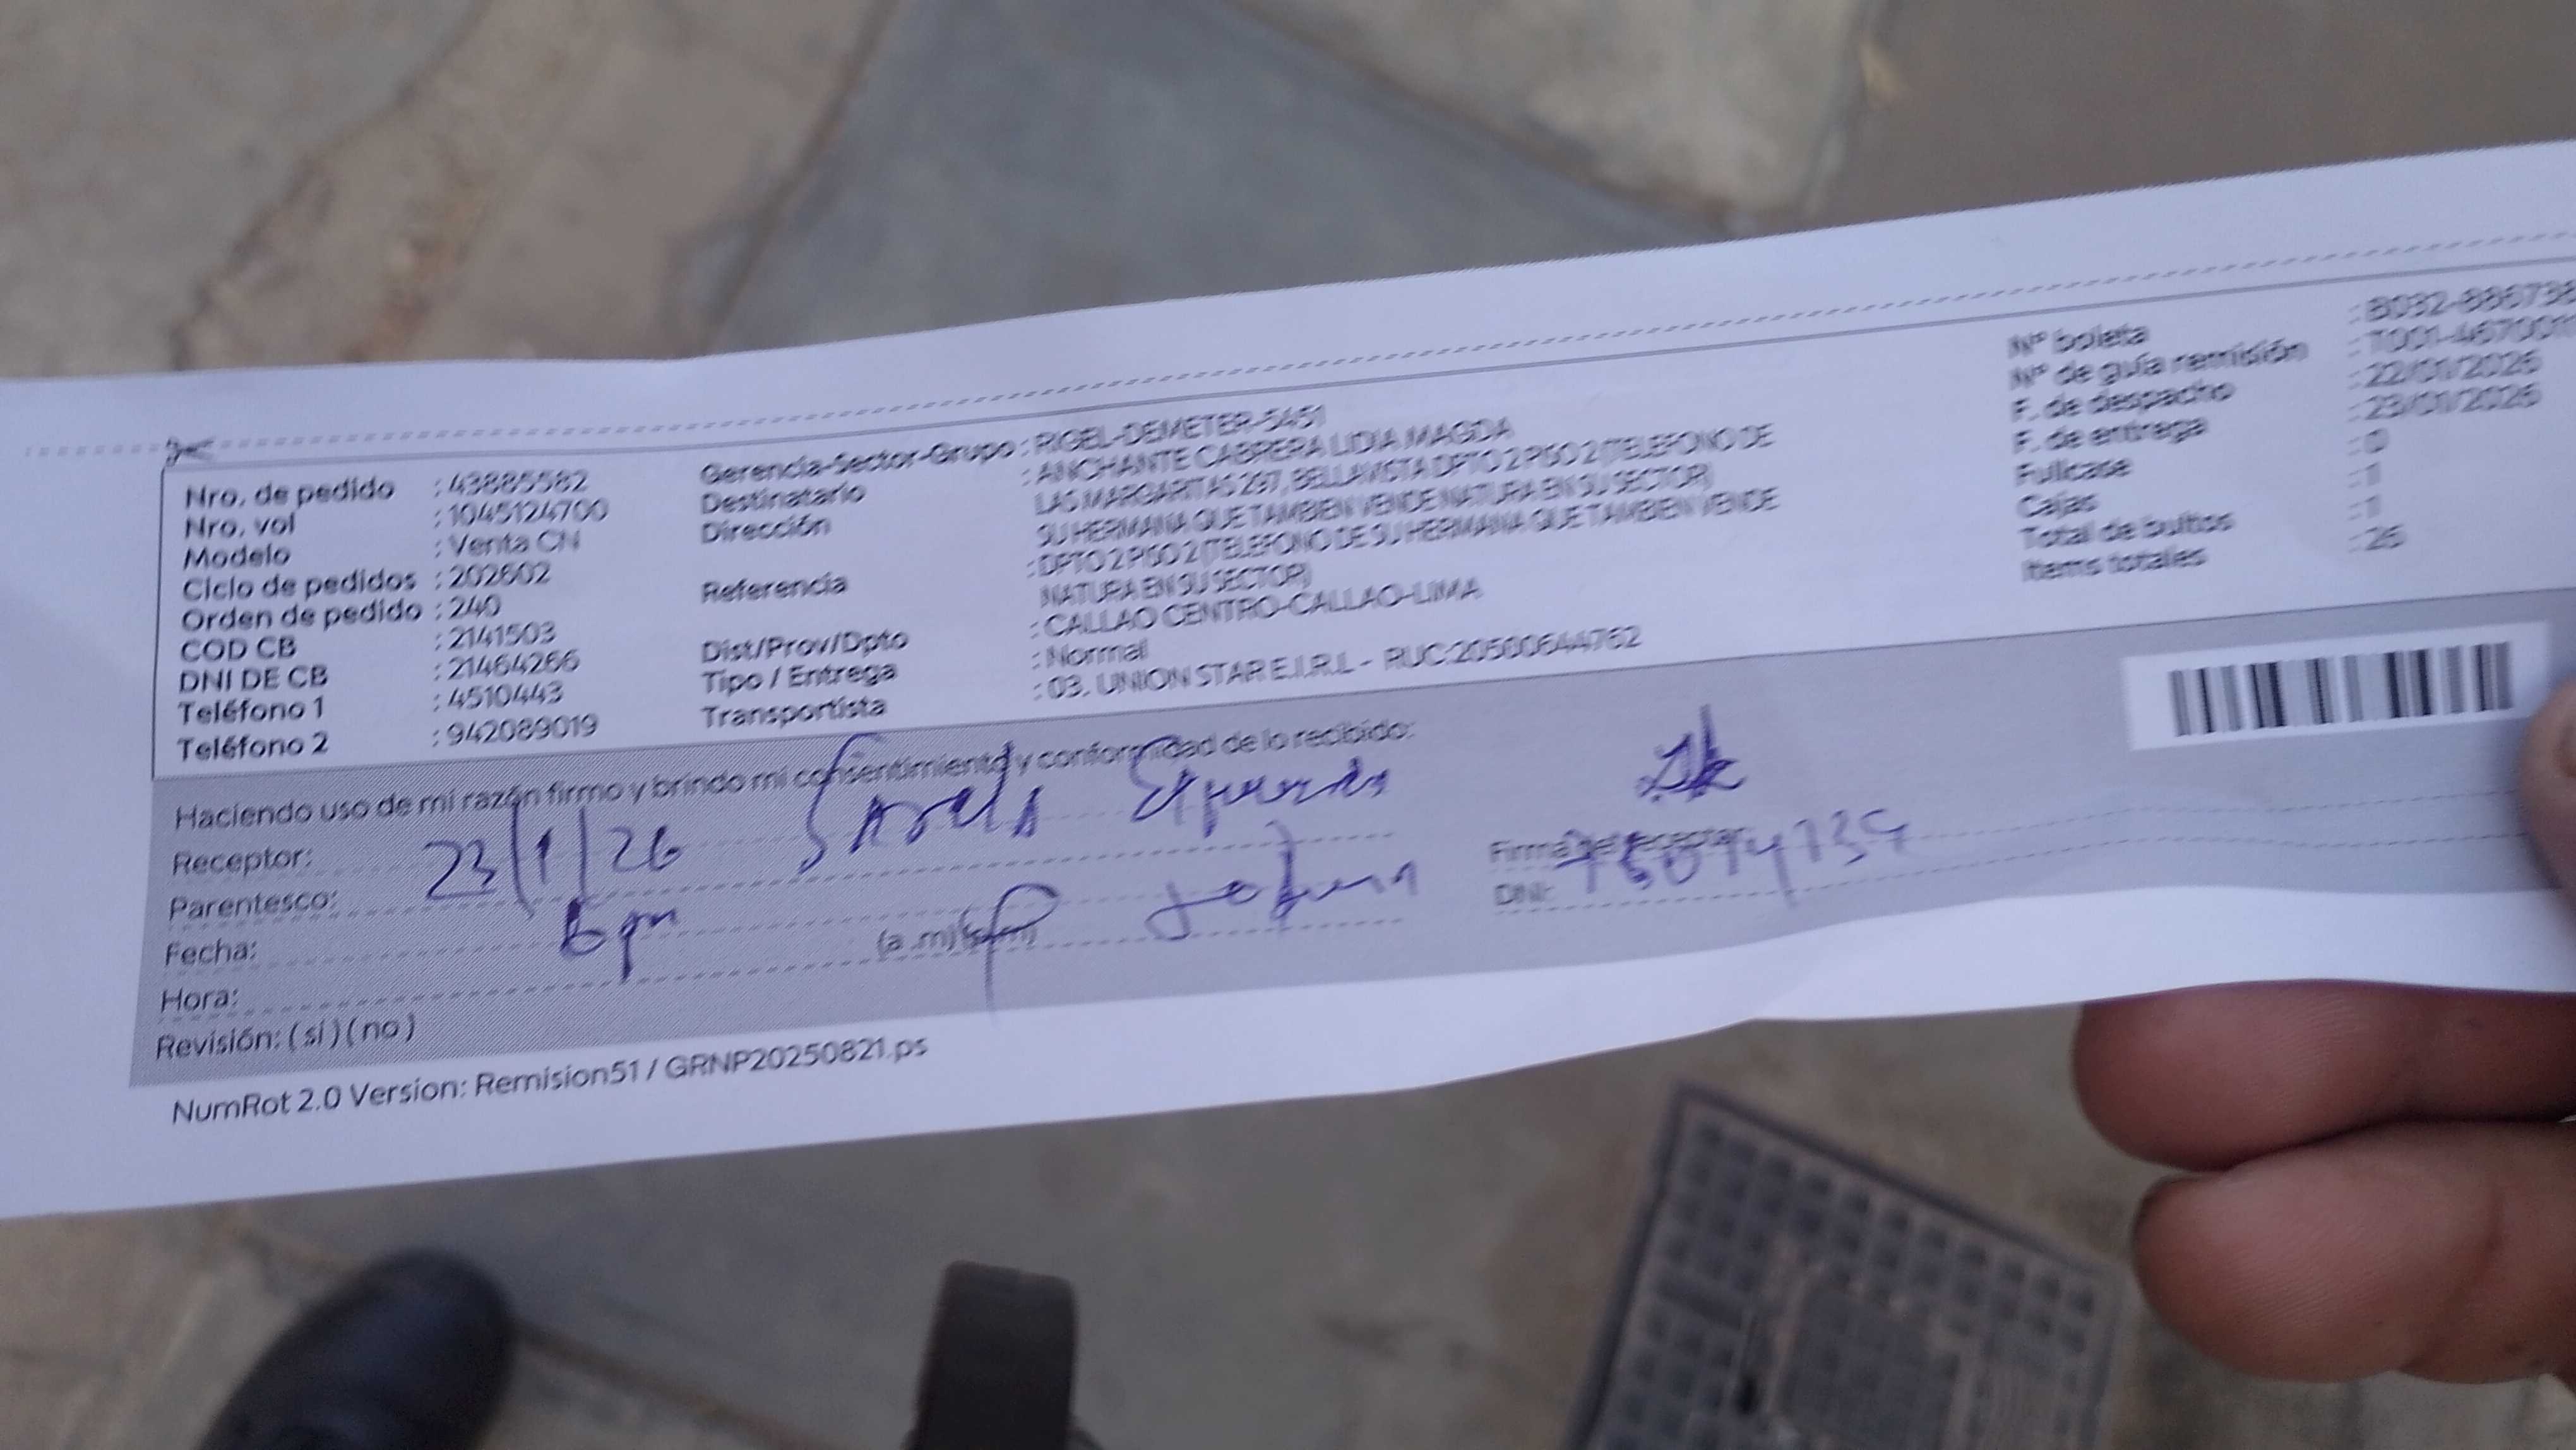 Nro. de pedido : 43885582
Nro. vol : 1045124700
Modelo : Venta CN
Ciclo de pedidos : 202602
Orden de pedido : 240
COD CB : 2141503
DNI DE CB : 21464266
Teléfono 1 : 4510443
Teléfono 2 : 942089019
Gerencia-Sector-Grupo : RIGEL-DEMETER-5451
Destinatario : ANCHANTE CABRERA LIDIA MAGDA
Dirección LAS MARGARITAS 297, BELLAVISTA DPTO 2 PISO 2 (TELEFONO DE
SU HERMANA QUE TAMBIEN VENDE NATURA EN SU SECTOR)
Referencia : DPTO 2 PISO 2 (TELEFONO DE SU HERMANA QUE TAMBIEN VENDE
NATURA EN SU SECTOR)
Dist/Prov/Dpto : CALLAO CENTRO-CALLAO-LIMA
Tipo / Entrega : Normal
Transportista : 03. UNION STAR E.I.R.L - RUC:20500644762
Nº boleta : B032-886738
Nº de guía remisión : T001-467001
F. de despacho : 22/01/2026
F. de entrega : 23/01/2026
Fullcase : 0
Cajas : 1
Total de bultos : 1
Items totales : 26
Haciendo uso de mi razón firmo y brindo mi consentimiento y conformidad de lo recibido:
Receptor:
Parentesco: 23/1/26
Fecha: 6 pm
(a .m) (p.m)
Hora:
Revisión: ( sí ) ( no )
Firma del receptor:
DNI:
NumRot 2.0 Version: Remision51 / GRNP20250821.ps